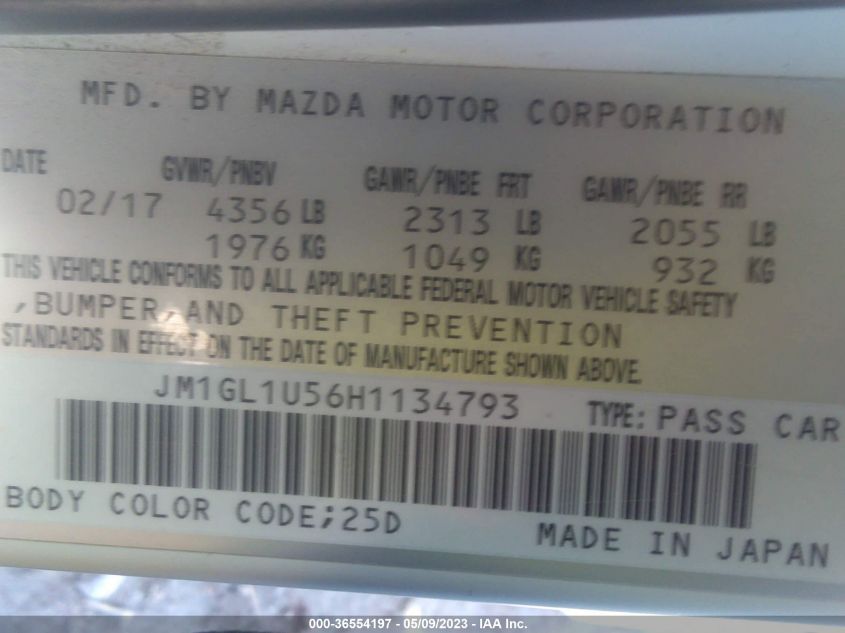 MFD. BY MAZDA MOTOR CORPORATION
DATE GVWR/PNBV GAWR/PNBE FRT GAWR/PNBE RR
02/17 4356 LB 2313 LB 2055 LB
1976 KG 1049 KG 932 KG
THIS VEHICLE CONFORMS TO ALL APPLICABLE FEDERAL MOTOR VEHICLE SAFETY
,BUMPER,AND THEFT PREVENTION
STANDARDS IN EFFECT ON THE DATE OF MANUFACTURE SHOWN ABOVE.
JM1GL1U56H1134793 TYPE: PASS CAR
BODY COLOR CODE;25D
MADE IN JAPAN
000-36554197 - 05/09/2023 - IAA Inc.